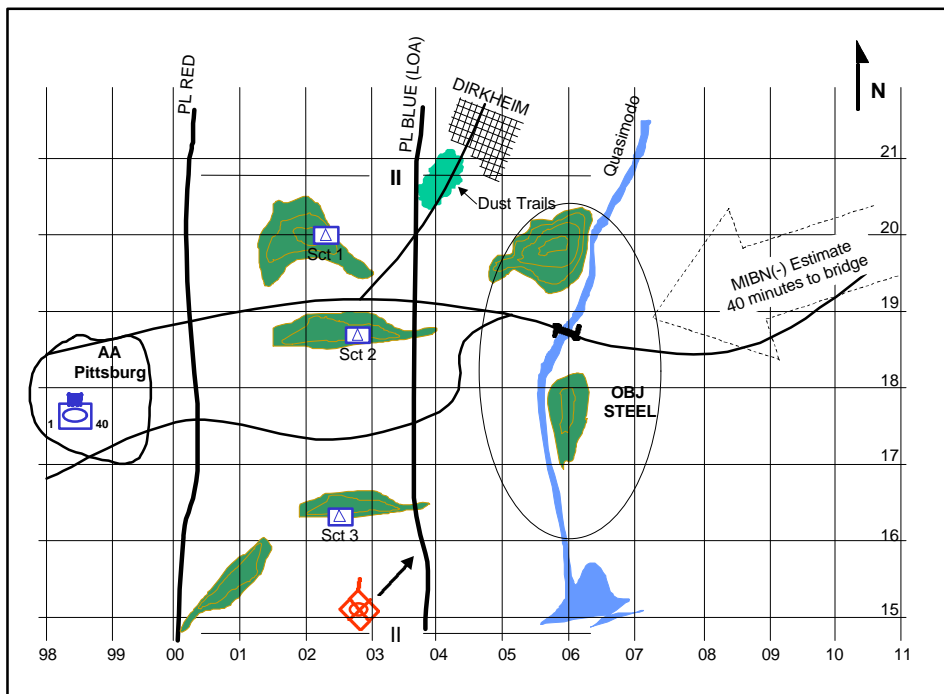 PL RED
PL BLUE (LOA)
DIRKHEIM
Quasimodo
N
II
Dust Trails
21
20
19
18
17
16
15
Sct 1
MIBN(-) Estimate
40 minutes to bridge
AA
Pittsburg
1 40
Sct 2
OBJ
STEEL
Sct 3
II
98 99 00 01 02 03 04 05 06 07 08 09 10 11